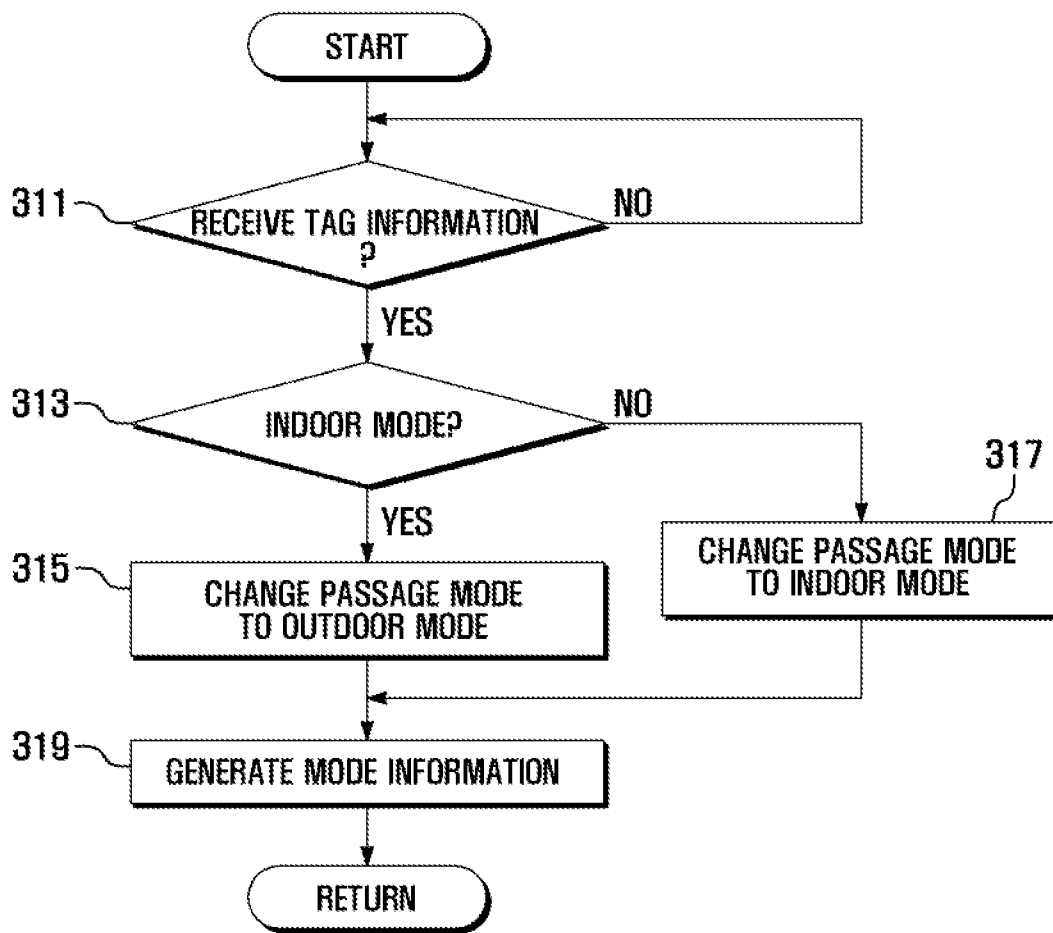 START
311
RECEIVE TAG INFORMATION
?
NO
YES
313
INDOOR MODE?
NO
YES
317
315
CHANGE PASSAGE MODE
TO OUTDOOR MODE
CHANGE PASSAGE MODE
TO INDOOR MODE
319
GENERATE MODE INFORMATION
RETURN